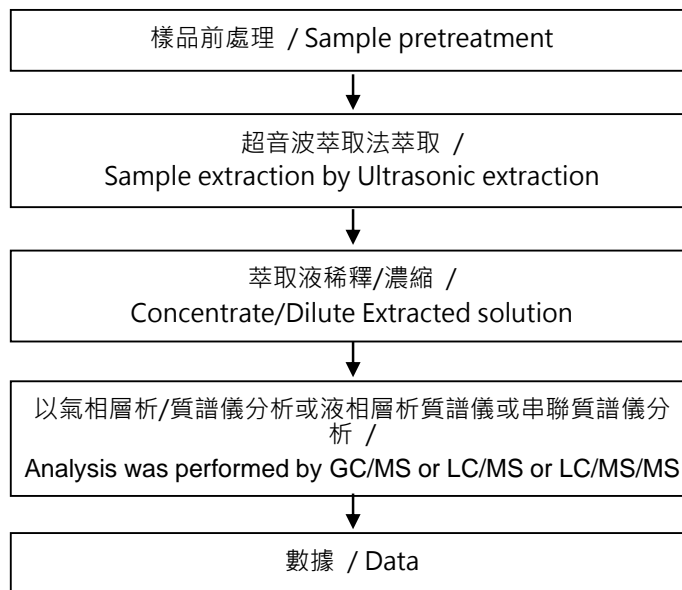 樣品前處理 / Sample pretreatment
超音波萃取法萃取 /
Sample extraction by Ultrasonic extraction
萃取液稀釋/濃縮 /
Concentrate/Dilute Extracted solution
以氣相層析/質譜儀分析或液相層析質譜儀或串聯質譜儀分
析 /
Analysis was performed by GC/MS or LC/MS or LC/MS/MS
數據 / Data